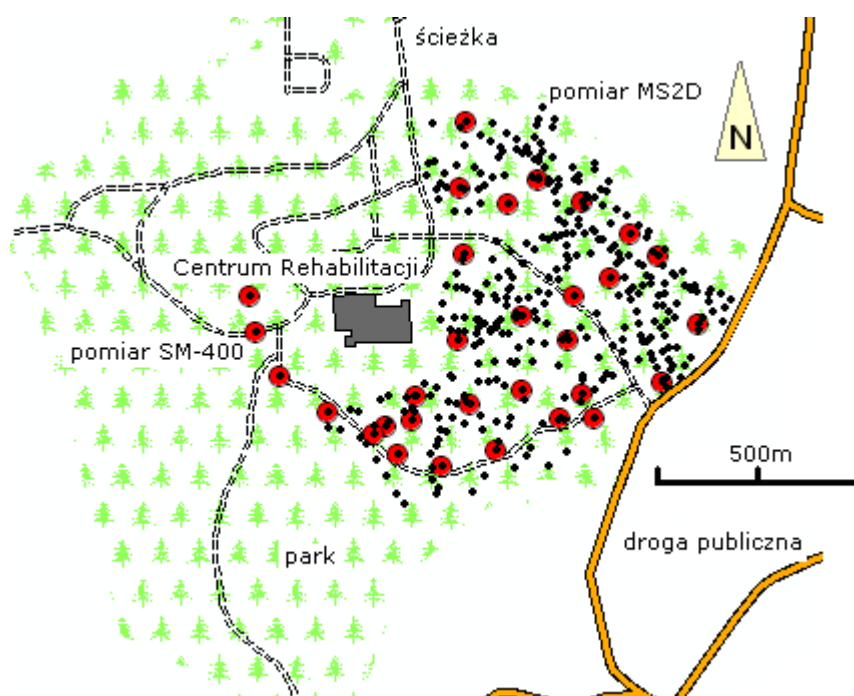 ścieżka
pomiar MS2D
N
Centrum Rehabilitacji
pomiar SM-400
500m
droga publiczna
park